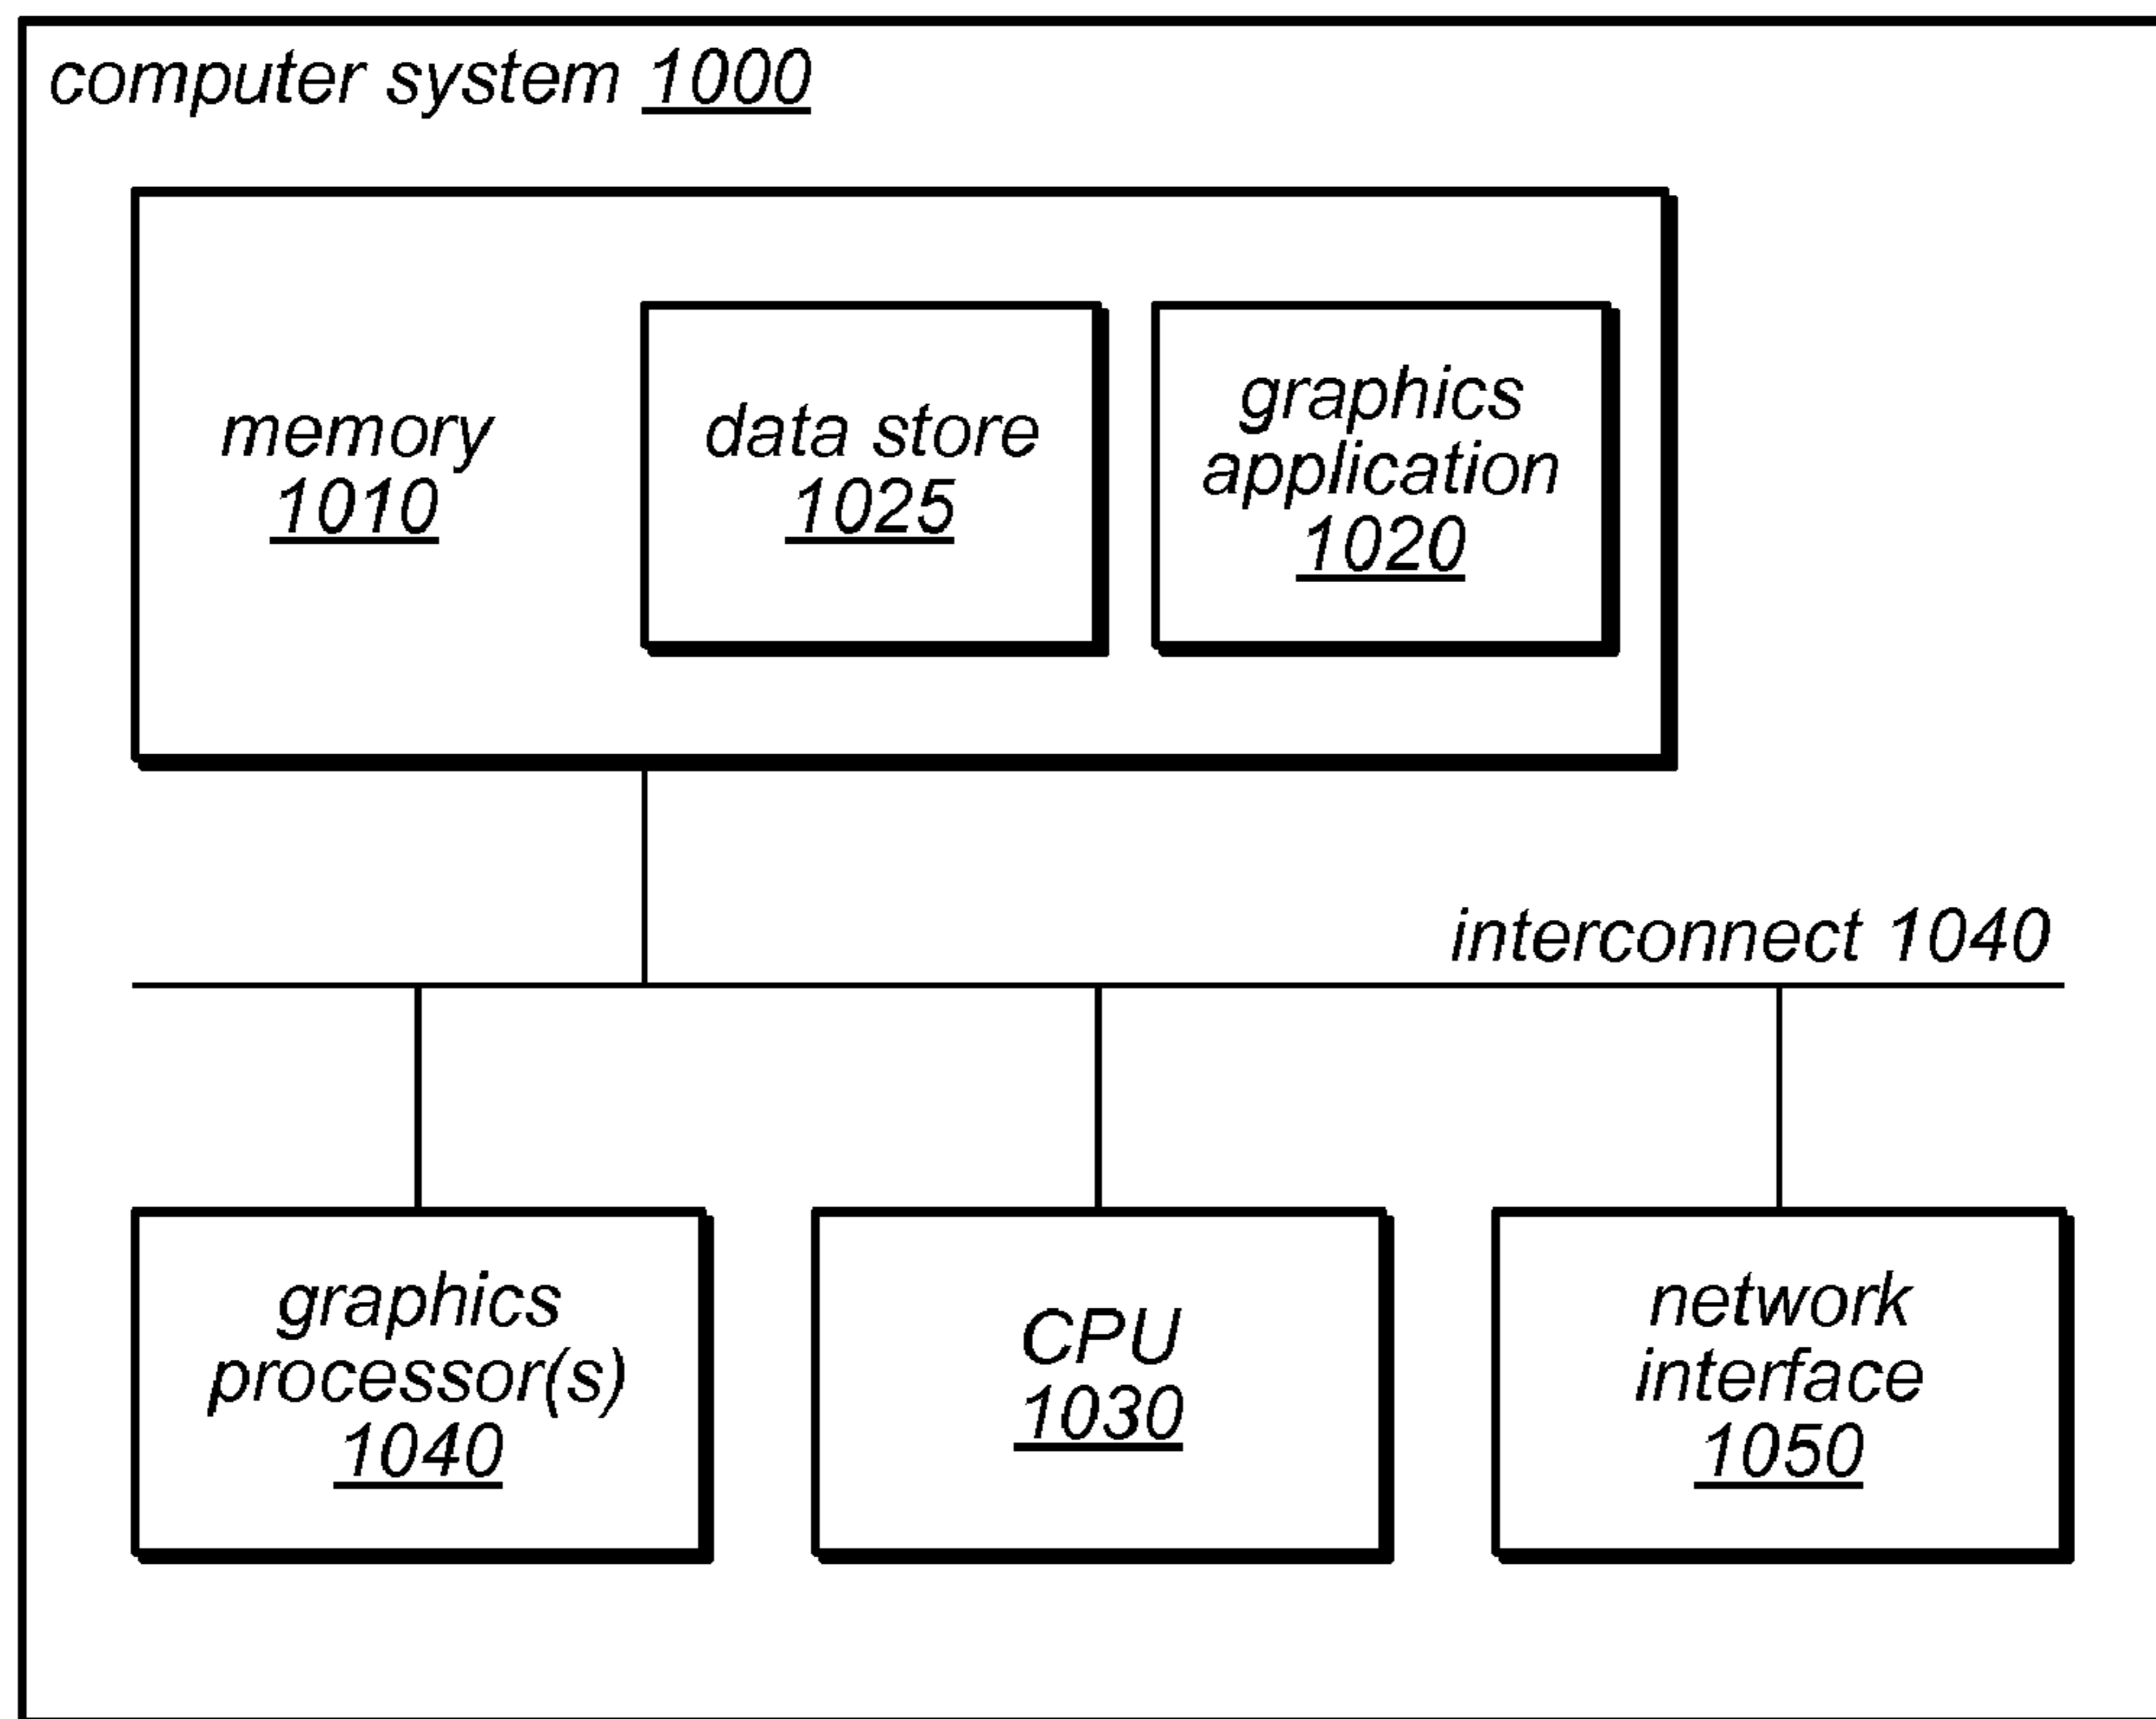 computer system 1000
memory
1010
data store
1025
graphics
application
1020
interconnect 1040
graphics
processor(s)
1040
CPU
1030
network
interface
1050